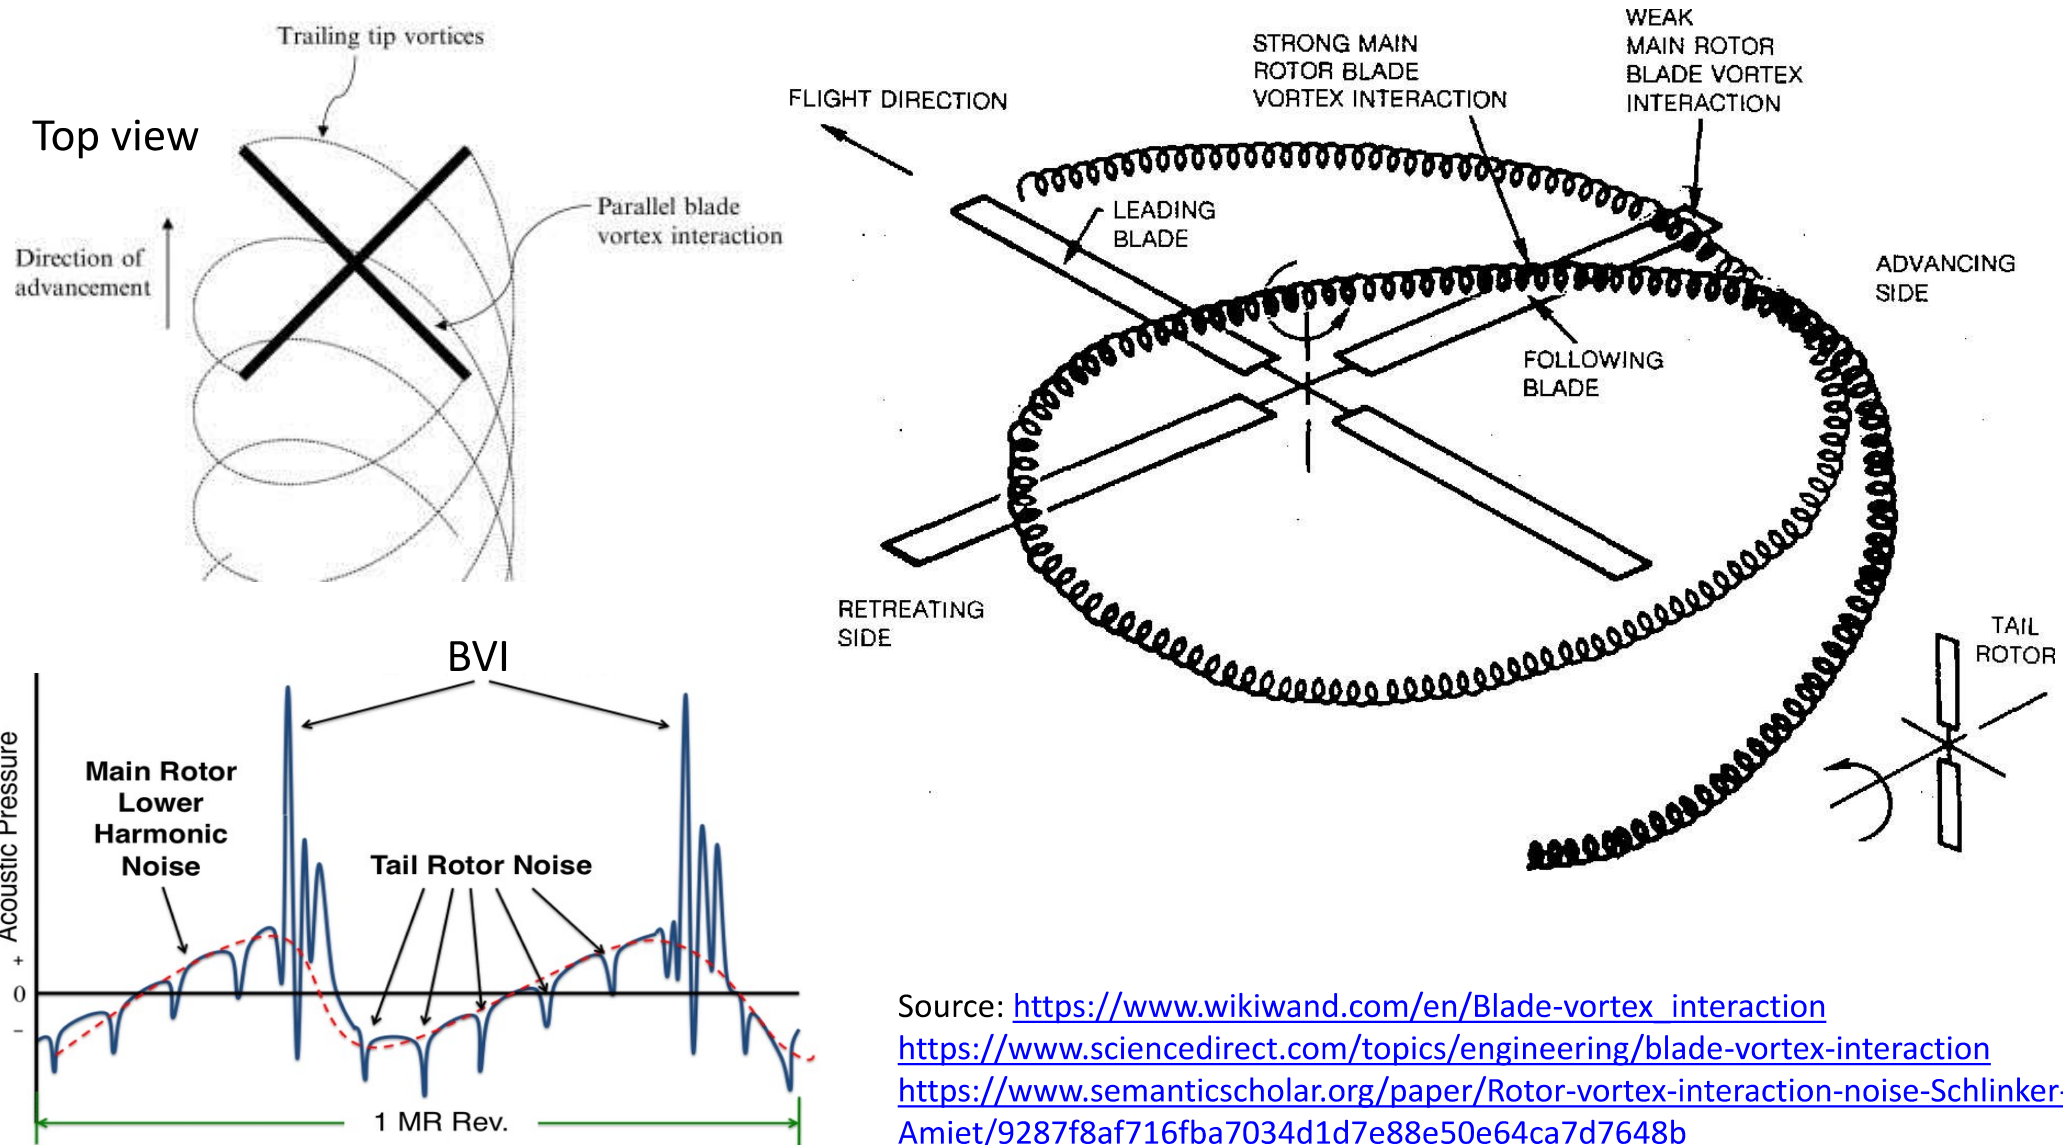 Trailing tip vortices
Top view
Parallel blade
vortex interaction
Direction of
advancement
FLIGHT DIRECTION
STRONG MAIN
ROTOR BLADE
VORTEX INTERACTION
WEAK
MAIN ROTOR
BLADE VORTEX
INTERACTION
LEADING
BLADE
ADVANCING
SIDE
FOLLOWING
BLADE
RETREATING
SIDE
TAIL
ROTOR
BVI
Acoustic Pressure
Main Rotor
Lower
Harmonic
Noise
Tail Rotor Noise
+
0
–
1 MR Rev.
Source: https://www.wikiwand.com/en/Blade-vortex_interaction
https://www.sciencedirect.com/topics/engineering/blade-vortex-interaction
https://www.semanticscholar.org/paper/Rotor-vortex-interaction-noise-Schlinker-
Amiet/9287f8af716fba7034d1d7e88e50e64ca7d7648b